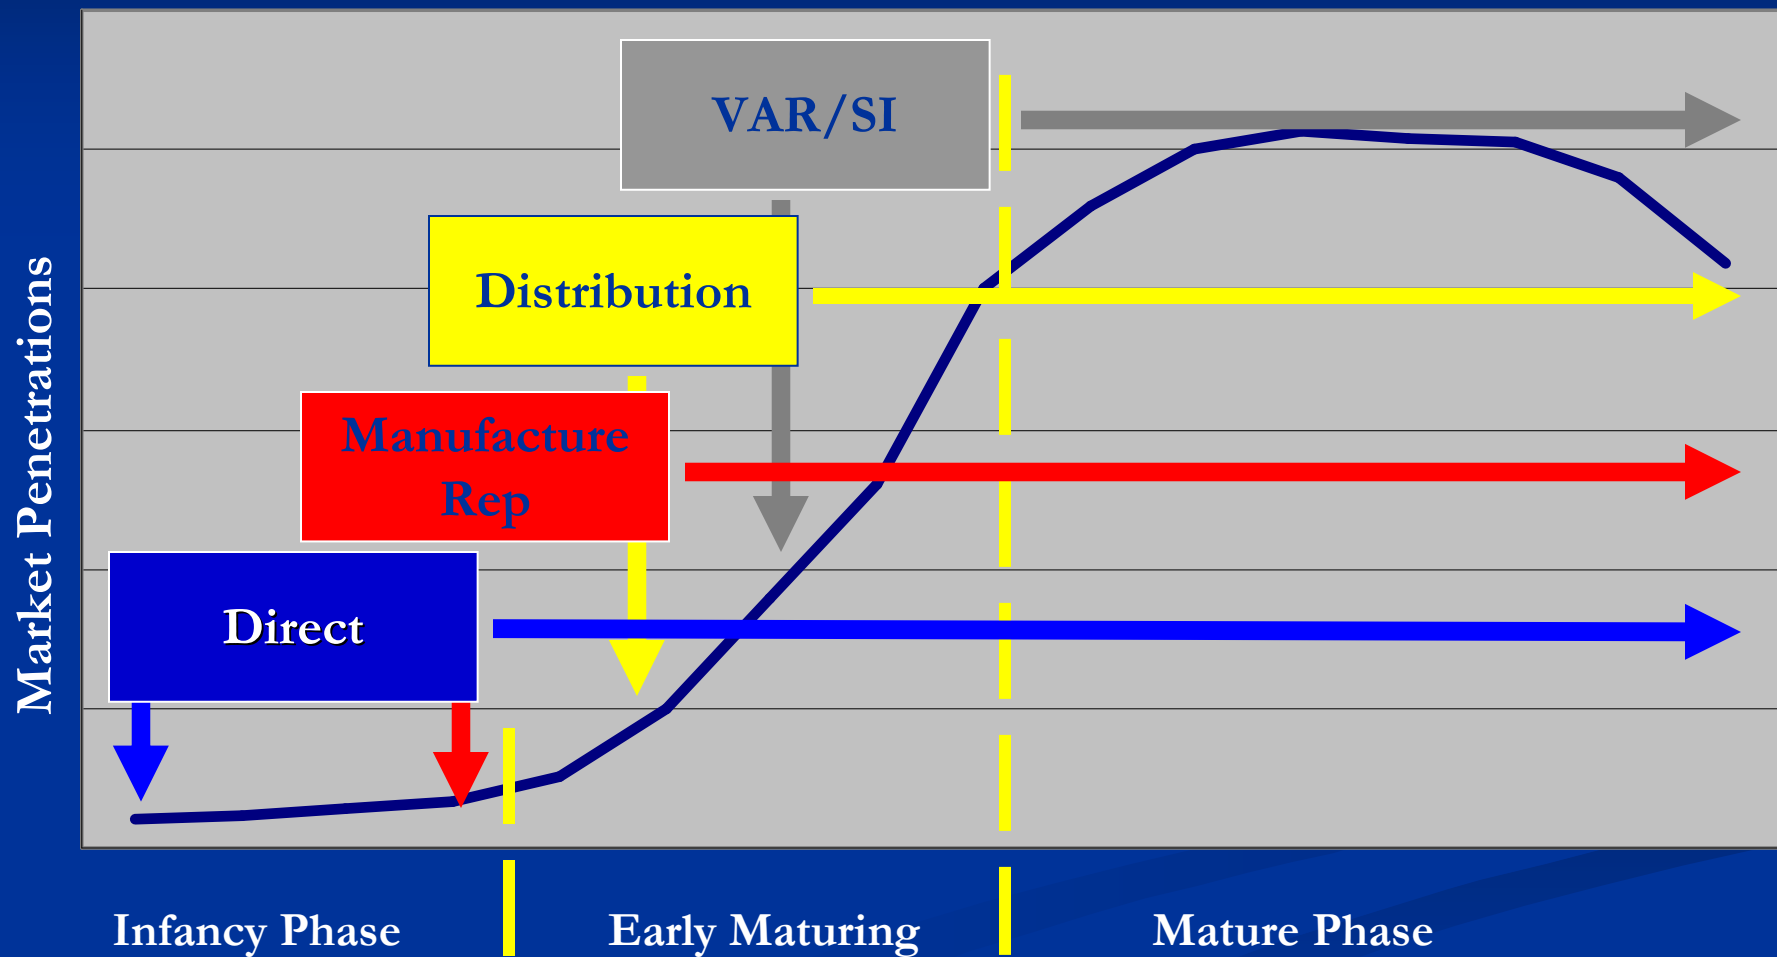 VAR/SI
Distribution
Manufacture
Rep
Direct
Market Penetrations
Infancy Phase
Early Maturing
Mature Phase